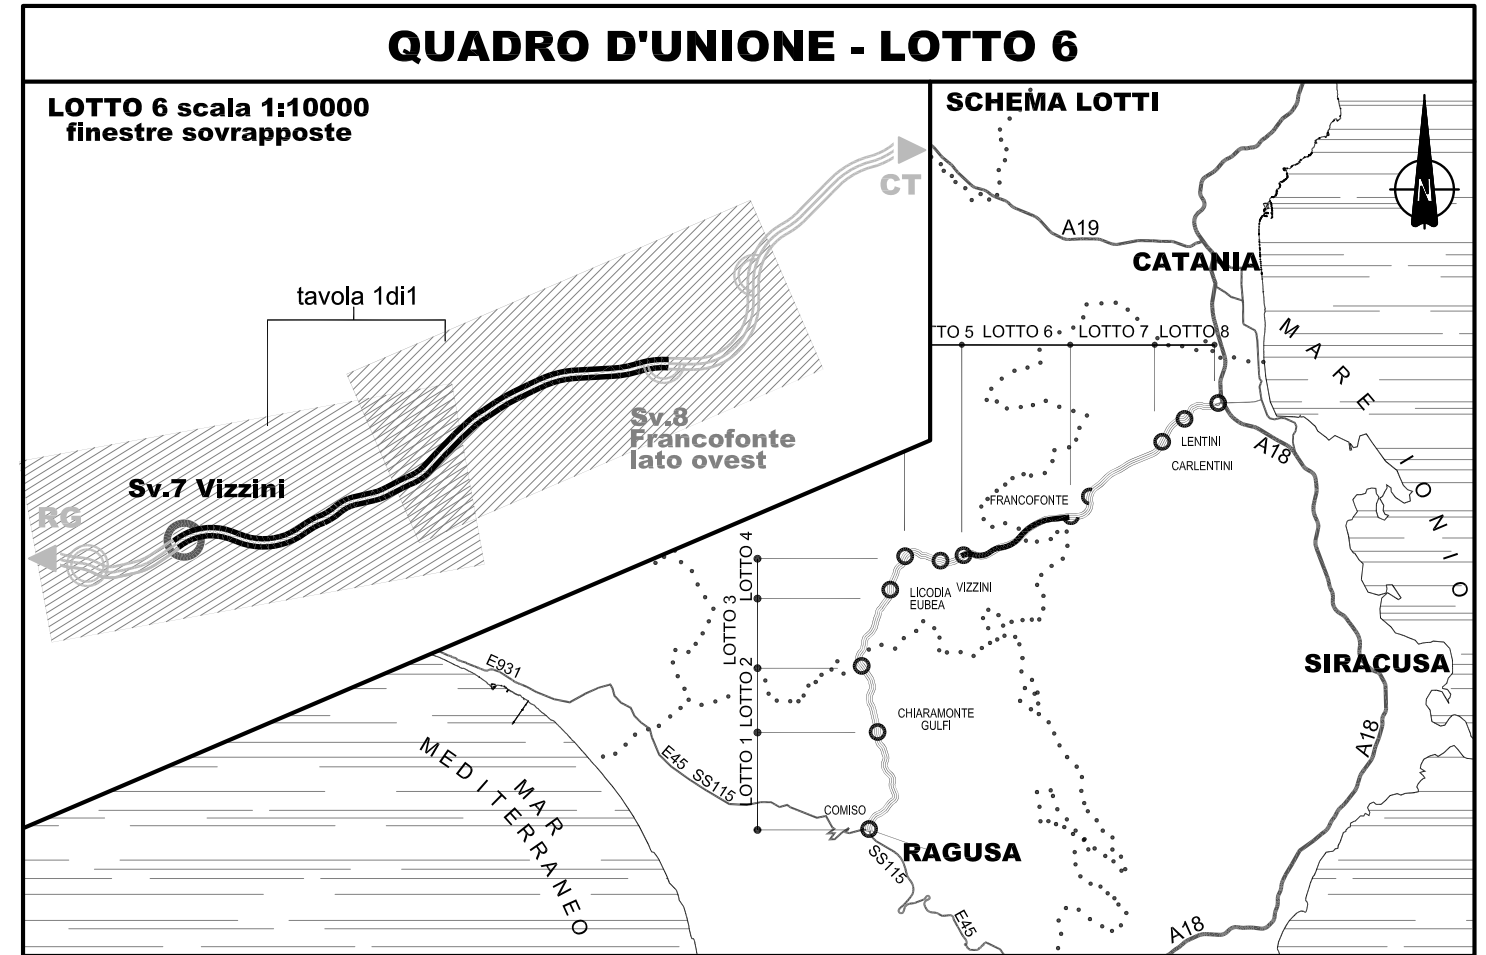 QUADRO D'UNIONE - LOTTO 6
LOTTO 6 scala 1:10000
finestre sovrapposte
CT
tavola 1di1
Sv.8
Francofonte
lato ovest
Sv.7 Vizzini
RG
SCHEMA LOTTI
N
A19
CATANIA
TTO 5
LOTTO 6
LOTTO 7
LOTTO 8
MARE
IONIO
LENTINI
CARLENTINI
A18
FRANCOFONTE
LICODIA
EUBEA
VIZZINI
LOTTO 4
LOTTO 3
LOTTO 2
LOTTO 1
SIRACUSA
E931
CHIARAMONTE
GULFI
A18
E45
SS115
MAR
MEDITERRANEO
COMISO
RAGUSA
SS115
E45
A18